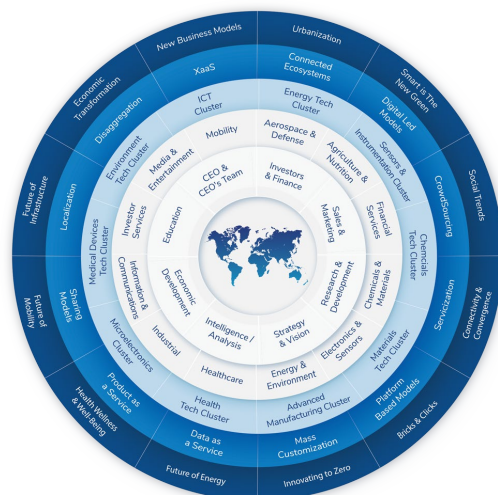 New Business Models
Urbanization
Smart is The
New Green
Social Trends
Connectivity &
Convergence
Bricks & Clicks
Innovating to Zero
Future of Energy
Health Wellness
& Well Being
Future of
Mobility
Future of
Infrastructure
Economic
Transformation
XaaS
Connected
Ecosystems
Digital Led
Models
CrowdSourcing
Servicization
Platform
Based Models
Mass
Customization
Data as
a Service
Product as
a Service
Sharing
Models
Localization
Disaggregation
ICT
Cluster
Energy Tech
Cluster
Sensors &
Instrumentation Cluster
Chemcials
Tech Cluster
Materials
Tech Cluster
Advanced
Manufacturing Cluster
Health
Tech Cluster
Microelectronics
Cluster
Medical Devices
Tech Cluster
Environment
Tech Cluster
Mobility
Aerospace &
Defense
Agriculture &
Nutrition
Financial
Services
Chemicals &
Materials
Electronics &
Sensors
Energy &
Environment
Healthcare
Industrial
Information &
Communications
Investor
Services
Media &
Entertainment
CEO &
CEO's Team
Investors
& Finance
Sales &
Marketing
Research &
Development
Strategy
& Vision
Intelligence /
Analysis
Economic
Development
Education